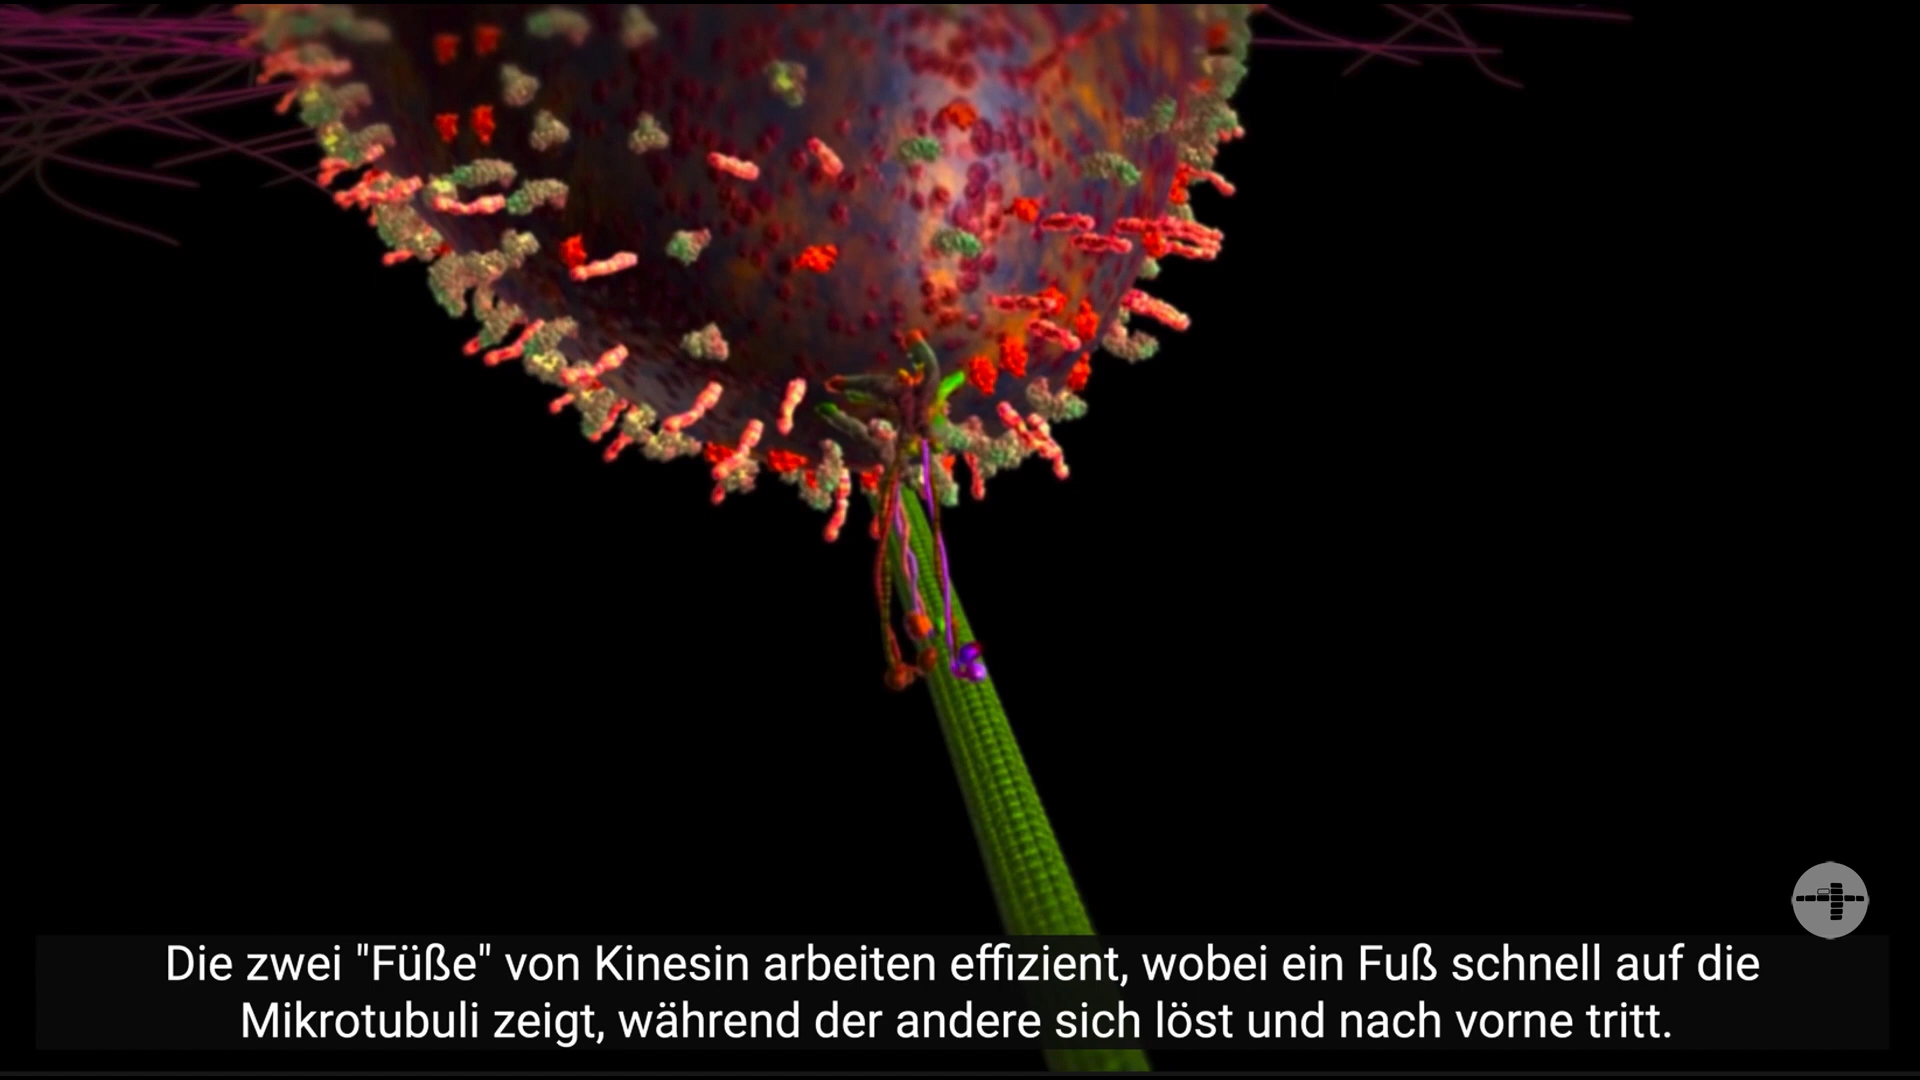 Die zwei "Füße" von Kinesin arbeiten effizient, wobei ein Fuß schnell auf die
Mikrotubuli zeigt, während der andere sich löst und nach vorne tritt.